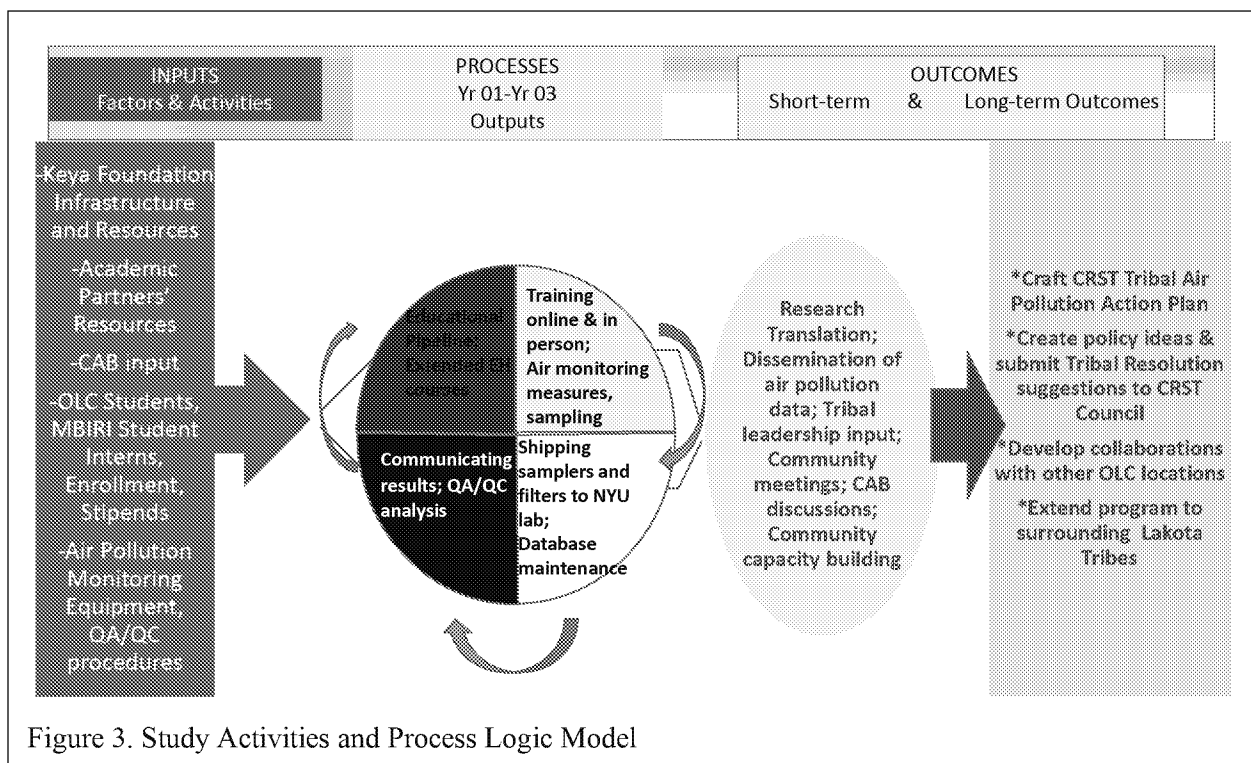 INPUTS
Factors & Activities
PROCESSES
Yr 01-Yr 03
Outputs
OUTCOMES
Short-term & Long-term Outcomes
-Keya Foundation
Infrastructure
and Resources
-Academic
Partners'
Resources
-CAB input
-OLC Students,
MBIRI Student
Interns,
Enrollment
Stipends
-Air Pollution
Monitoring
Equipment,
QA/QC
procedures
Educational
Pipeline;
Extended EH
courses
Training
online & in
person;
Air monitoring
measures,
sampling
Communicating
results; QA/QC
analysis
Shipping
samplers and
filters to NYU
lab;
Database
maintenance
Research
Translation;
Dissemination of
air pollution
data; Tribal
leadership input;
Community
meetings; CAB
discussions;
Community
capacity building
*Craft CRST Tribal Air
Pollution Action Plan
*Create policy ideas &
submit Tribal Resolution
suggestions to CRST
Council
*Develop collaborations
with other OLC locations
*Extend program to
surrounding Lakota
Tribes
Figure 3. Study Activities and Process Logic Model